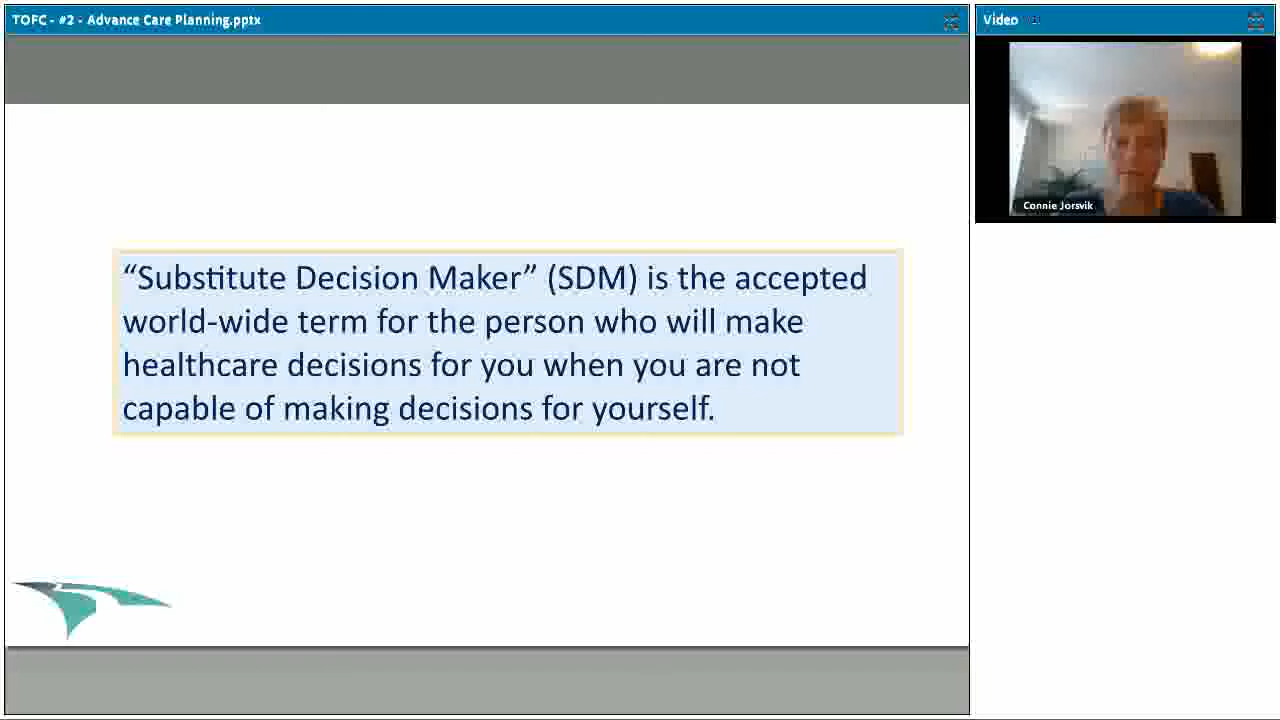 TOFC - #2 - Advance Care Planning.pptx
Video
“Substitute Decision Maker” (SDM) is the accepted
world-wide term for the person who will make
healthcare decisions for you when you are not
capable of making decisions for yourself.
Connie Jorsvik